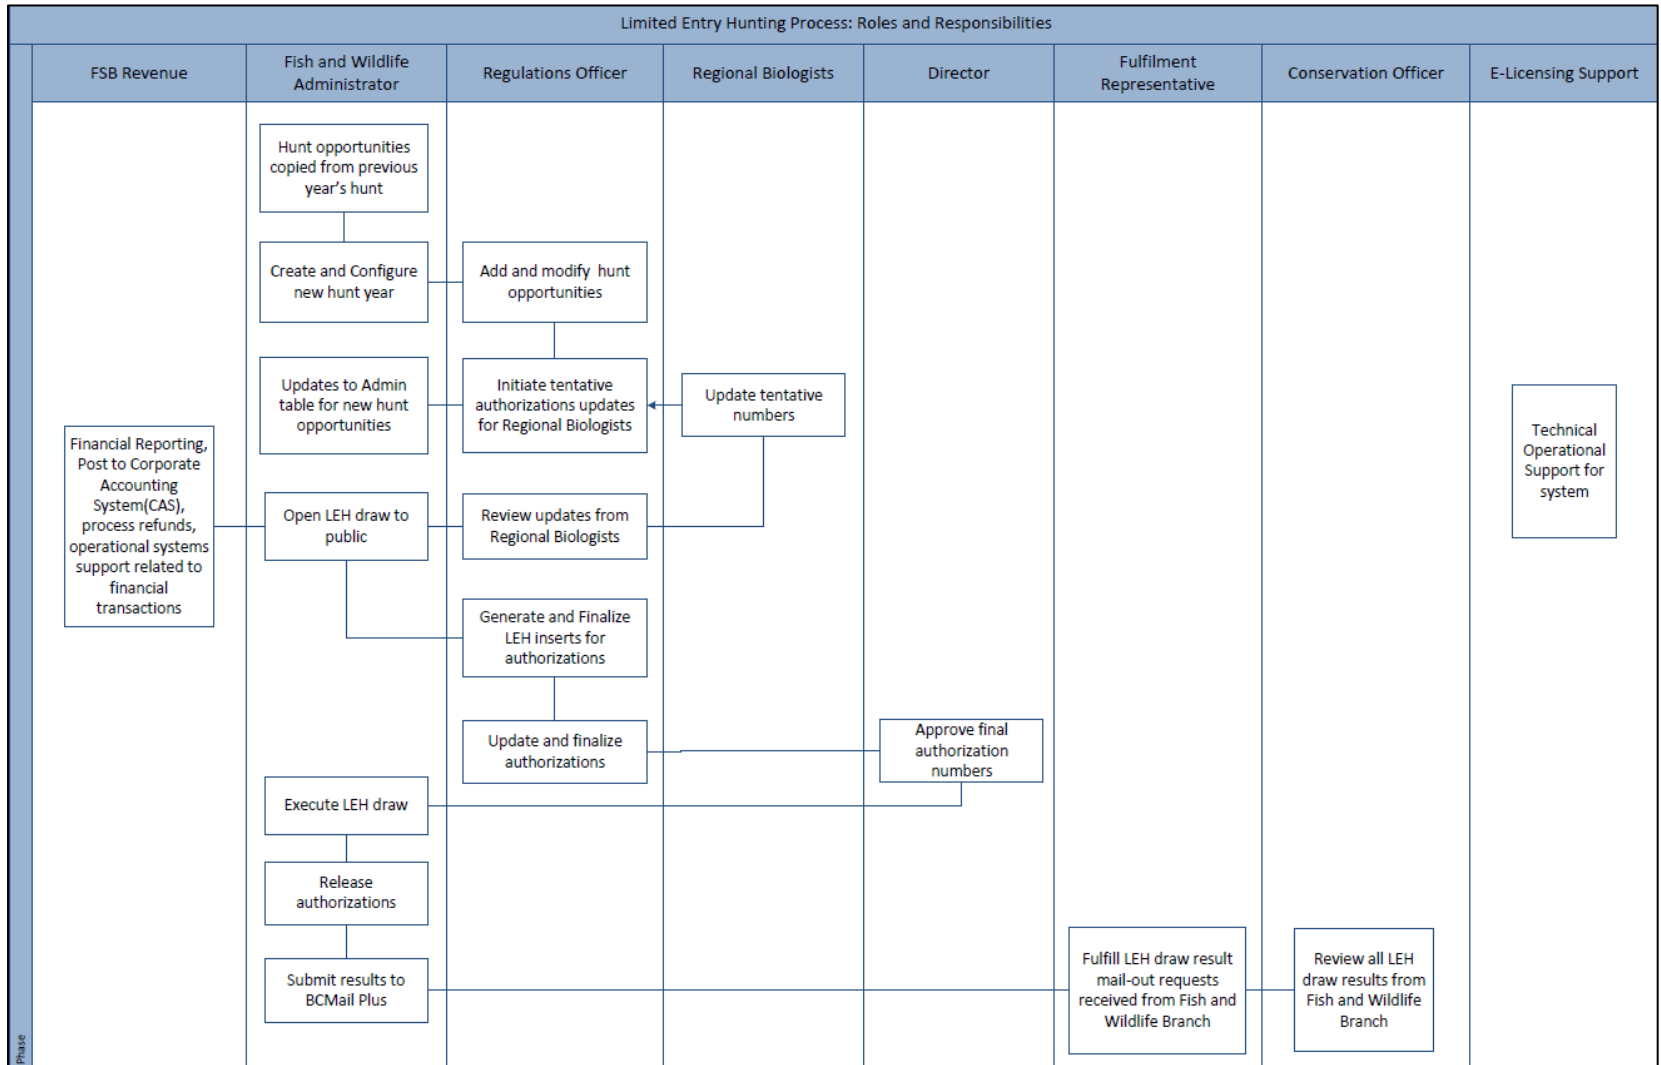 Limited Entry Hunting Process: Roles and Responsibilities
FSB Revenue
Fish and Wildlife
Administrator
Regulations Officer
Regional Biologists
Director
Fulfilment
Representative
Conservation Officer
E-Licensing Support
Hunt opportunities
copied from previous
year's hunt
Create and Configure
new hunt year
Add and modify hunt
opportunities
Updates to Admin
table for new hunt
opportunities
Initiate tentative
authorizations updates
for Regional Biologists
Update tentative
numbers
Technical
Operational
Support for
system
Financial Reporting,
Post to Corporate
Accounting
System(CAS),
process refunds,
operational systems
support related to
financial
transactions
Open LEH draw to
public
Review updates from
Regional Biologists
Generate and Finalize
LEH inserts for
authorizations
Update and finalize
authorizations
Approve final
authorization
numbers
Execute LEH draw
Release
authorizations
Submit results to
BCMail Plus
Fulfill LEH draw result
mail-out requests
received from Fish and
Wildlife Branch
Review all LEH
draw results from
Fish and Wildlife
Branch
Phase